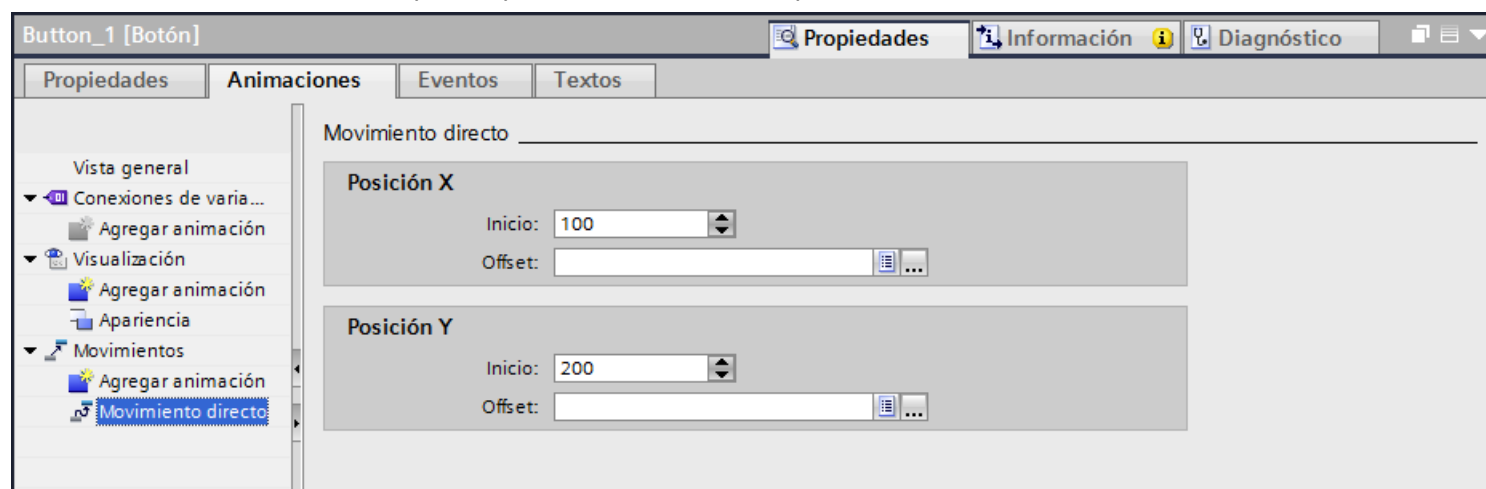 Button_1 [Botón]
Propiedades
Información
Diagnóstico
Propiedades
Animaciones
Eventos
Textos
Vista general
Conexiones de varia...
Agregar animación
Visualización
Agregar animación
Apariencia
Movimientos
Agregar animación
Movimiento directo
Movimiento directo
Posición X
Inicio: 100
Offset:
...
Posición Y
Inicio: 200
Offset:
...